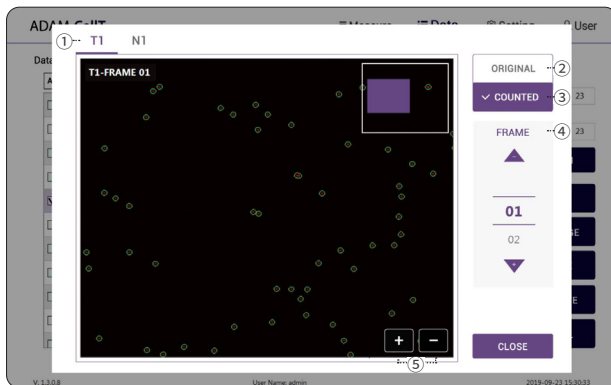 ADAM-CellT
Measure
Data
Setting
User
① T1 N1
Data
T1-FRAME 01
ORIGINAL ②
COUNTED ③
23
FRAME ④
23
-
01
02
+
E
+ −
⑤
CLOSE
V. 1.3.0.8
User Name: admin
2019-09-23 15:30:33